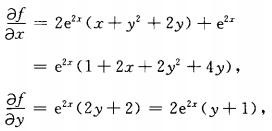 ∂f/∂x = 2e^{2x}(x + y^2 + 2y) + e^{2x}
= e^{2x}(1 + 2x + 2y^2 + 4y),
∂f/∂y = e^{2x}(2y + 2) = 2e^{2x}(y + 1),